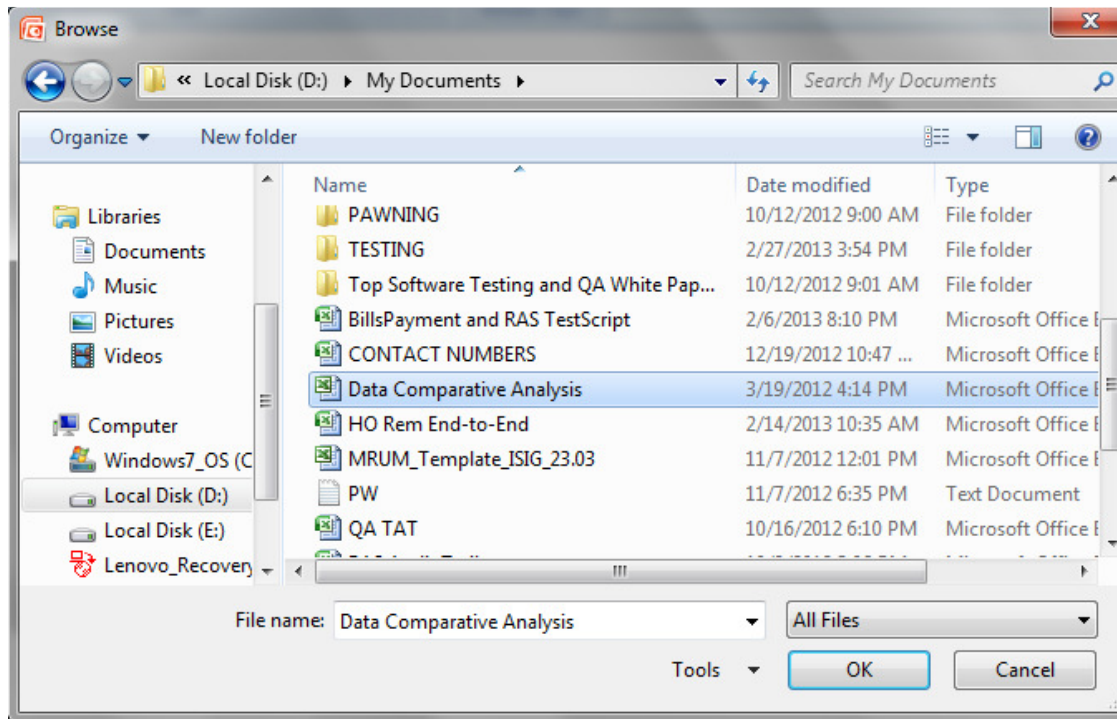 Browse
« Local Disk (D:) ▸ My Documents ▸ Search My Documents
Organize New folder
Name Date modified Type
PAWNING 10/12/2012 9:00 AM File folder
Libraries
TESTING 2/27/2013 3:54 PM File folder
Documents
Top Software Testing and QA White Pap... 10/12/2012 9:01 AM File folder
Music
BillsPayment and RAS TestScript 2/6/2013 8:10 PM Microsoft Office E
Pictures
CONTACT NUMBERS 12/19/2012 10:47 ... Microsoft Office E
Videos
Data Comparative Analysis 3/19/2012 4:14 PM Microsoft Office E
Computer
HO Rem End-to-End 2/14/2013 10:35 AM Microsoft Office E
Windows7_OS (C
MRUM_Template_ISIG_23.03 11/7/2012 12:01 PM Microsoft Office E
Local Disk (D:)
PW 11/7/2012 6:35 PM Text Document
Local Disk (E:)
QA TAT 10/16/2012 6:10 PM Microsoft Office E
Lenovo_Recovery
File name: Data Comparative Analysis All Files
Tools OK Cancel